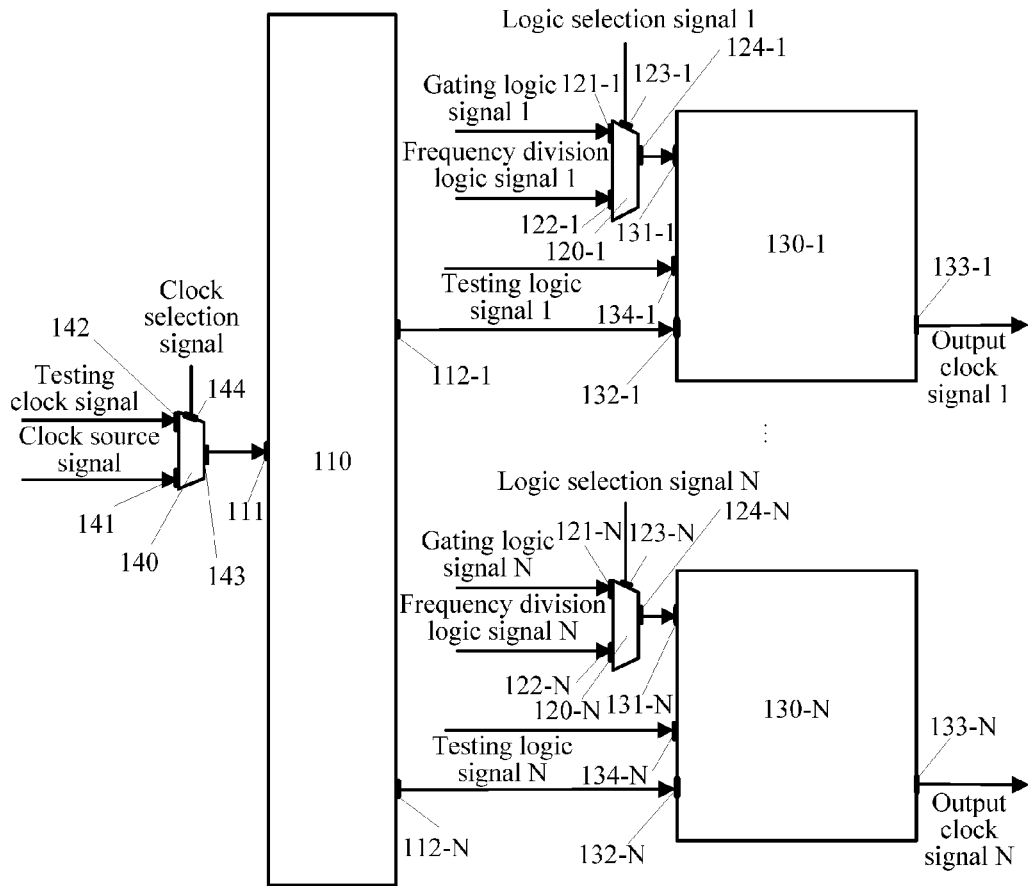 Logic selection signal 1
124-1
123-1
121-1
Gating logic
signal 1
Frequency division
logic signal 1
122-1
120-1
131-1
130-1
Testing logic
signal 1
134-1
133-1
Output
clock
signal 1
112-1
132-1
Clock
selection
signal
142
144
Testing
clock signal
Clock source
signal
141
140
143
111
110
⋮
Logic selection signal N
124-N
123-N
121-N
Gating logic
signal N
Frequency division
logic signal N
122-N
120-N
131-N
130-N
Testing logic
signal N
134-N
133-N
Output
clock
signal N
112-N
132-N